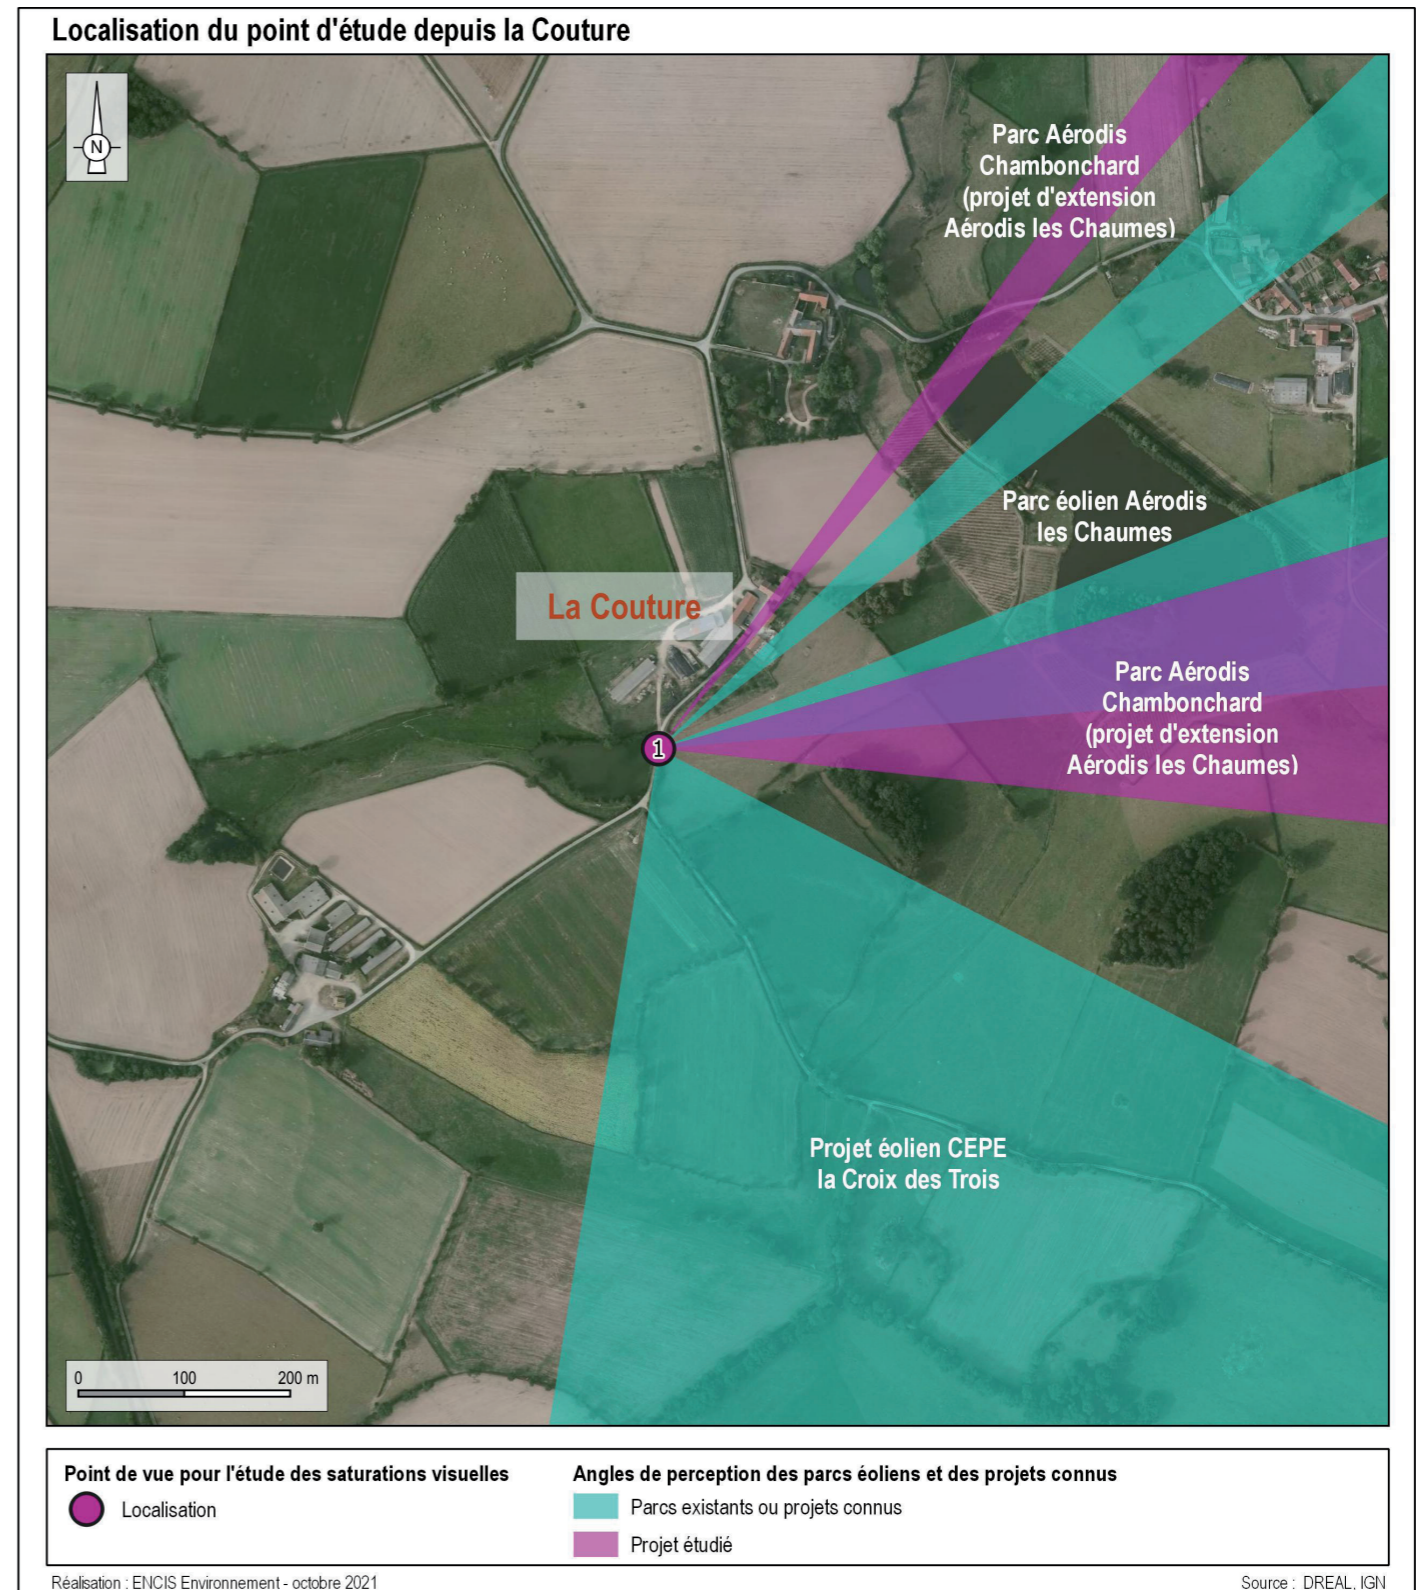 Localisation du point d'étude depuis la Couture
N
Parc Aérodis
Chambonchard
(projet d'extension
Aérodis les Chaumes)
Parc éolien Aérodis
les Chaumes
La Couture
Parc Aérodis
Chambonchard
(projet d'extension
Aérodis les Chaumes)
1
Projet éolien CEPE
la Croix des Trois
0 100 200 m
Point de vue pour l'étude des saturations visuelles
Localisation
Angles de perception des parcs éoliens et des projets connus
Parcs existants ou projets connus
Projet étudié
Réalisation : ENCIS Environnement - octobre 2021
Source : DREAL, IGN